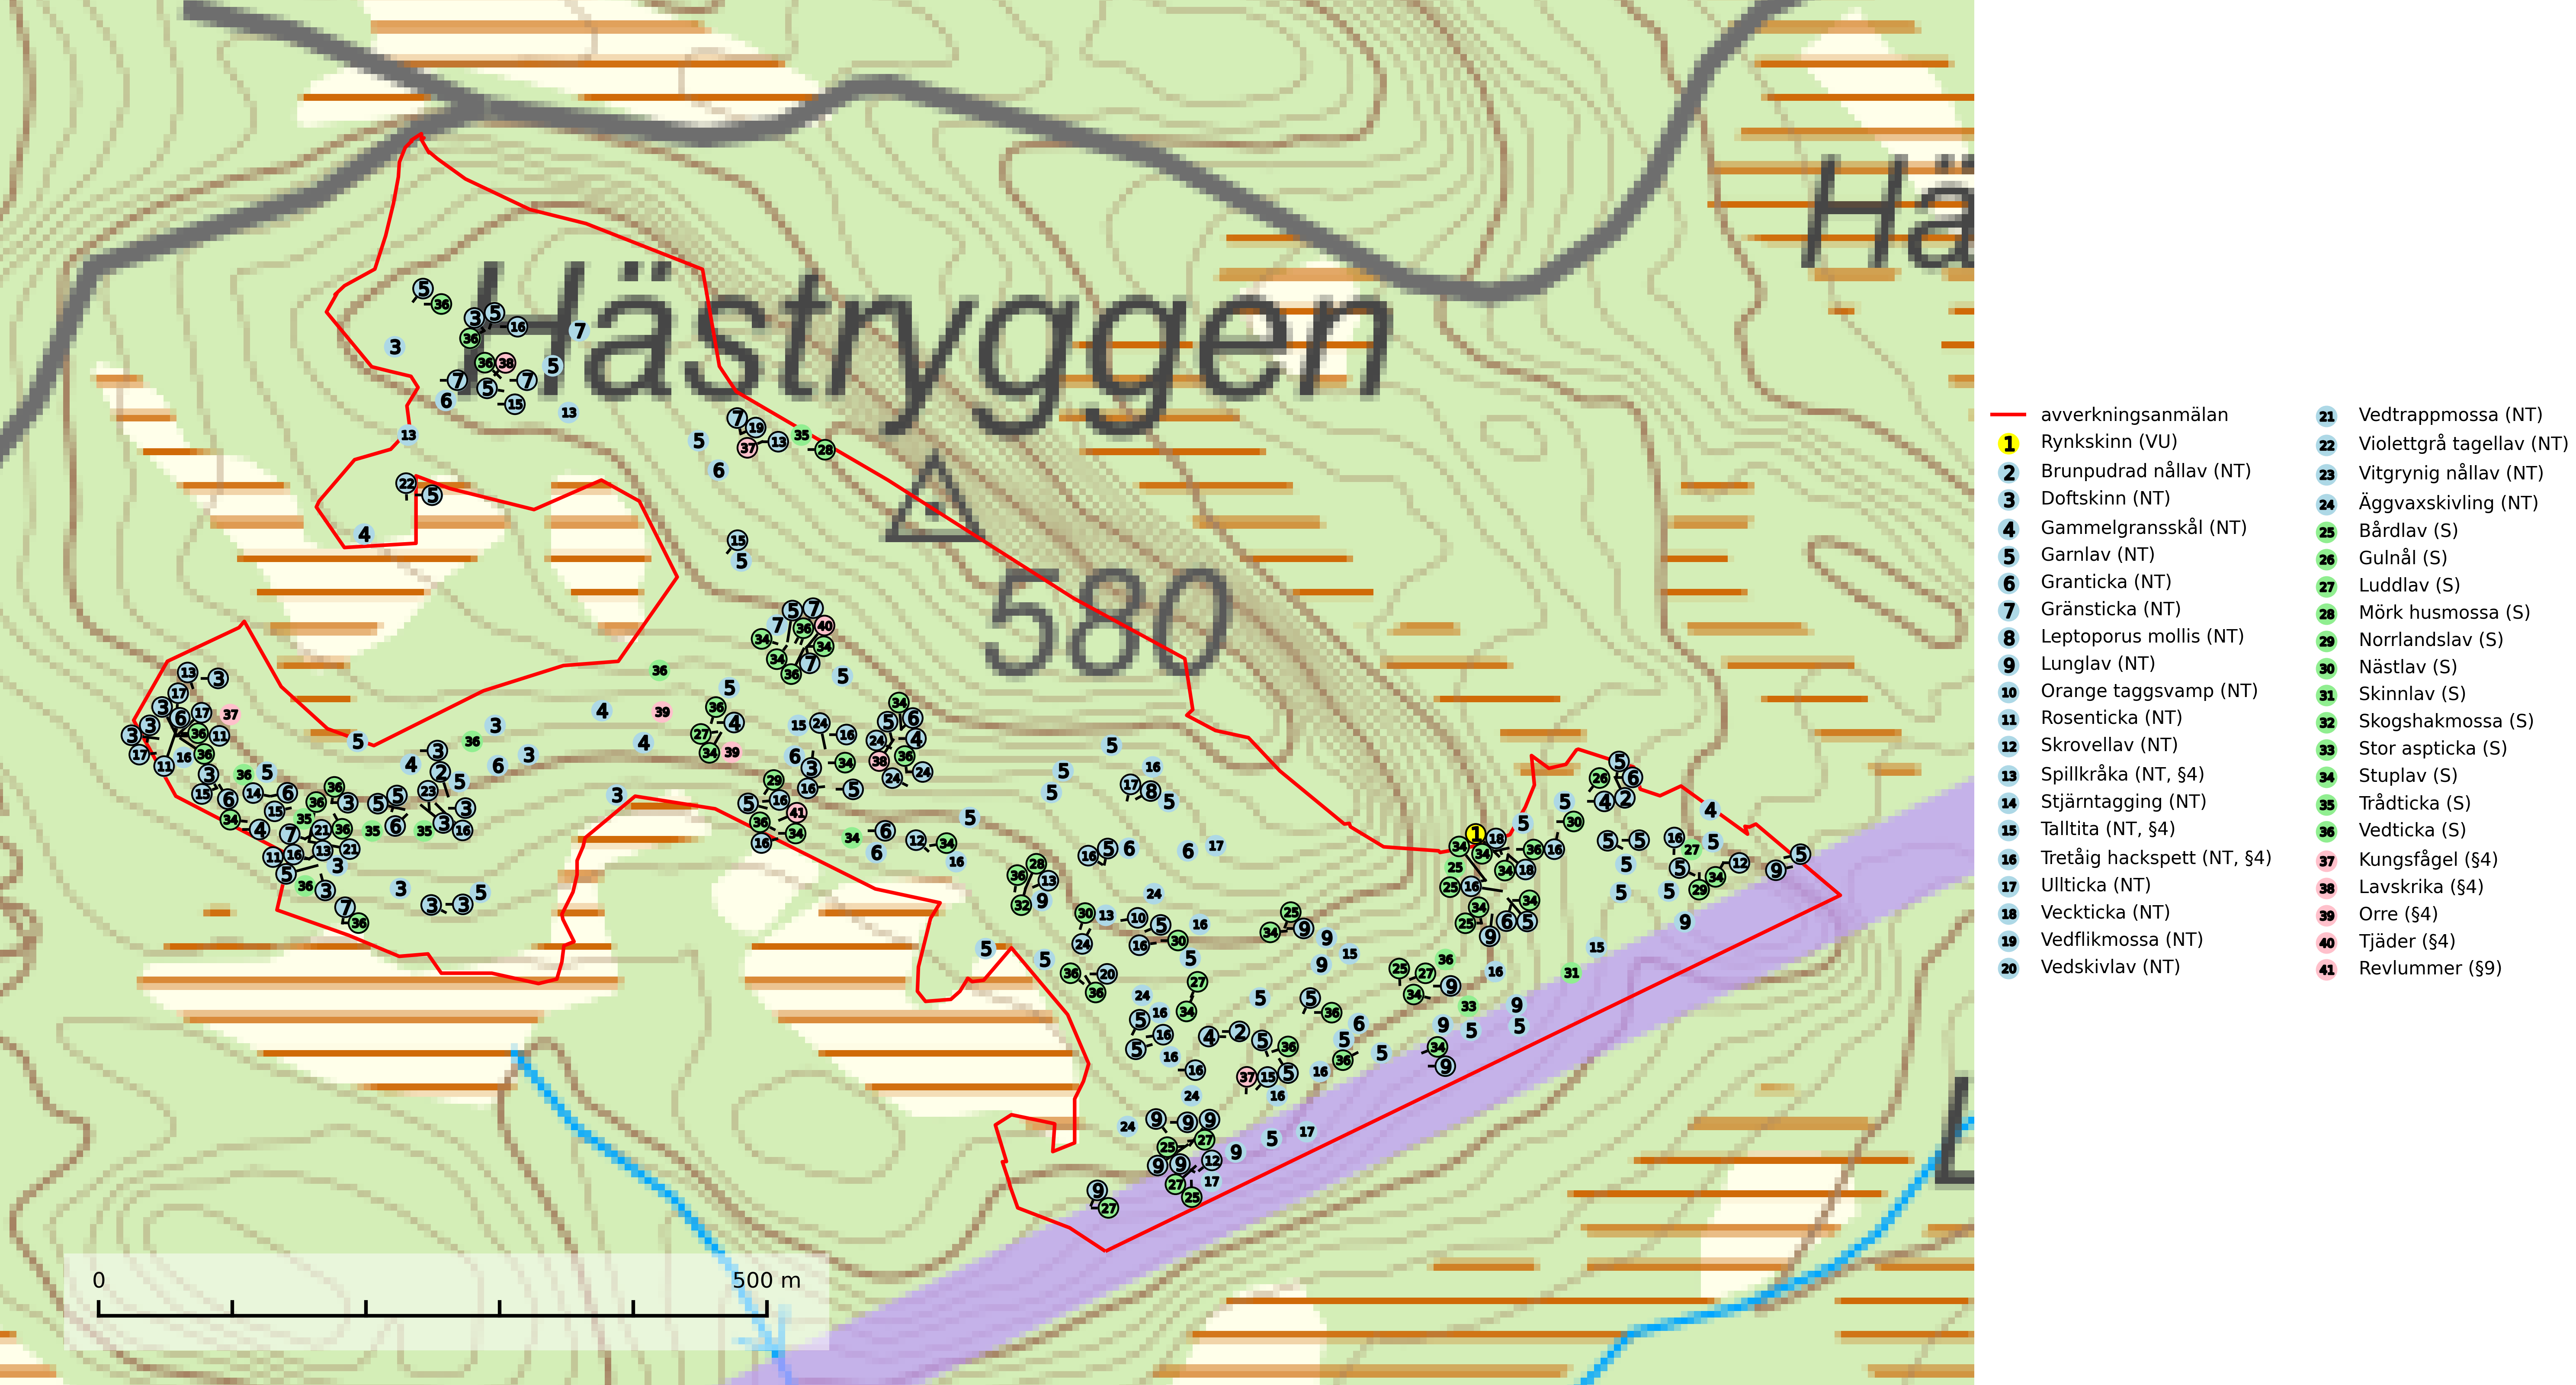 Hästryggen
Hä
580
L
0 500 m
avverkningsanmälan
1 Rynkskinn (VU)
2 Brunpudrad nållav (NT)
3 Doftskinn (NT)
4 Gammelgransskål (NT)
5 Garnlav (NT)
6 Granticka (NT)
7 Gränsticka (NT)
8 Leptoporus mollis (NT)
9 Lunglav (NT)
10 Orange taggsvamp (NT)
11 Rosenticka (NT)
12 Skrovellav (NT)
13 Spillkråka (NT, §4)
14 Stjärntagging (NT)
15 Talltita (NT, §4)
16 Tretåig hackspett (NT, §4)
17 Ullticka (NT)
18 Veckticka (NT)
19 Vedflikmossa (NT)
20 Vedskivlav (NT)
21 Vedtrappmossa (NT)
22 Violettgrå tagellav (NT)
23 Vitgrynig nållav (NT)
24 Äggvaxskivling (NT)
25 Bårdlav (S)
26 Gulnål (S)
27 Luddlav (S)
28 Mörk husmossa (S)
29 Norrlandslav (S)
30 Nästlav (S)
31 Skinnlav (S)
32 Skogshakmossa (S)
33 Stor aspticka (S)
34 Stuplav (S)
35 Trådticka (S)
36 Vedticka (S)
37 Kungsfågel (§4)
38 Lavskrika (§4)
39 Orre (§4)
40 Tjäder (§4)
41 Revlummer (§9)